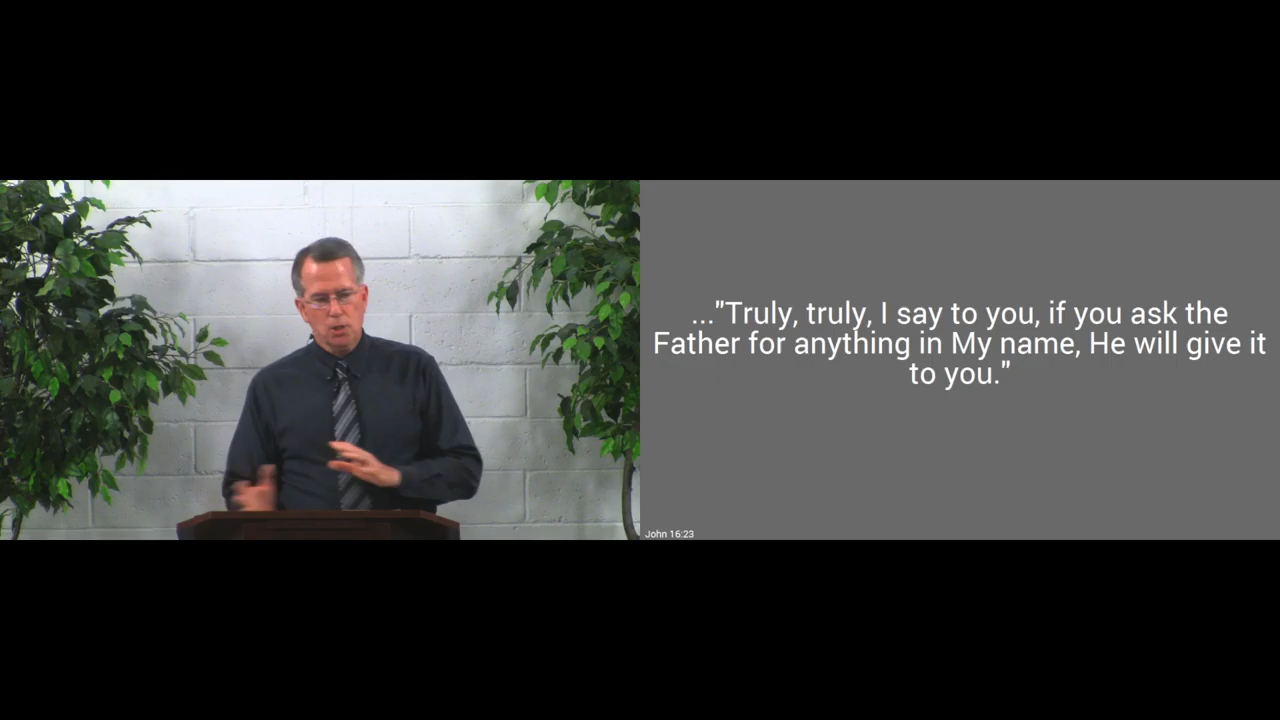 ..."Truly, truly, I say to you, if you ask the
Father for anything in My name, He will give it
to you."
John 16:23